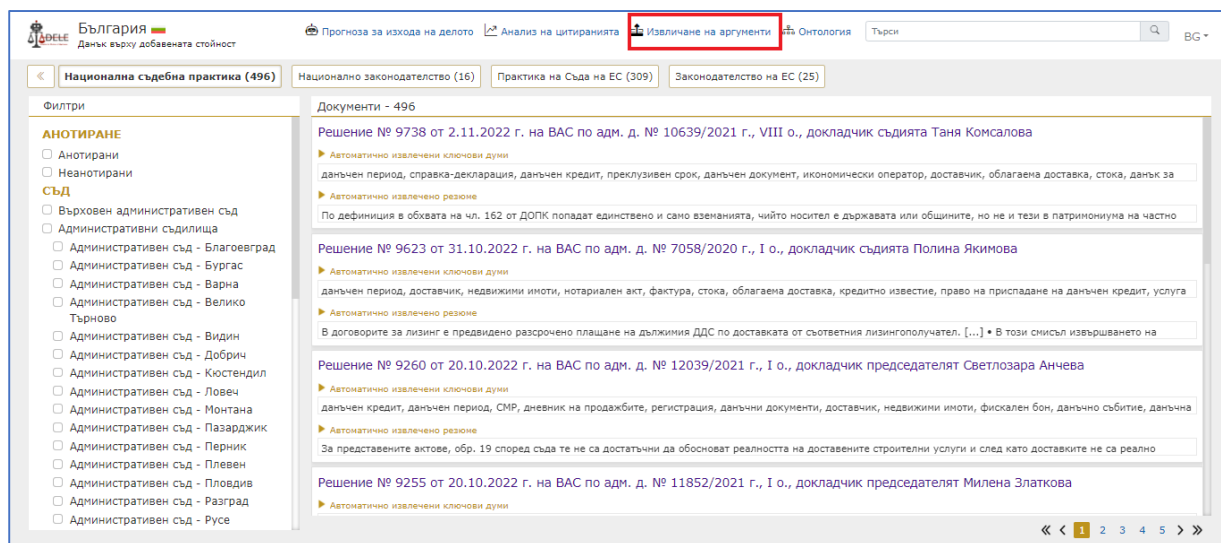 ADELE
България
Данък върху добавената стойност
Прогноза за изхода на делото Анализ на цитиранията Извличане на аргументи Онтология Търси BG
Национална съдебна практика (496) Национално законодателство (16) Практика на Съда на ЕС (309) Законодателство на ЕС (25)
Филтри
АНОТИРАНЕ
Анотирани
Неанотирани
СЪД
Върховен административен съд
Административни съдилища
Административен съд - Благоевград
Административен съд - Бургас
Административен съд - Варна
Административен съд - Велико
Търново
Административен съд - Видин
Административен съд - Добрич
Административен съд - Кюстендил
Административен съд - Ловеч
Административен съд - Монтана
Административен съд - Пазарджик
Административен съд - Перник
Административен съд - Плевен
Административен съд - Пловдив
Административен съд - Разград
Административен съд - Русе
Документи - 496
Решение № 9738 от 2.11.2022 г. на ВАС по адм. д. № 10639/2021 г., VIII о., докладчик съдията Таня Комсалова
Автоматично извлечени ключови думи
данъчен период, справка-декларация, данъчен кредит, преклузивен срок, данъчен документ, икономически оператор, доставчик, облагаема доставка, стока, данък за
Автоматично извлечено резюме
По дефиниция в обхвата на чл. 162 от ДОПК попадат единствено и само вземанията, чийто носител е държавата или общините, но не и тези в патримониума на частно
Решение № 9623 от 31.10.2022 г. на ВАС по адм. д. № 7058/2020 г., I о., докладчик съдията Полина Якимова
Автоматично извлечени ключови думи
данъчен период, доставчик, недвижими имоти, нотариален акт, фактура, стока, облагаема доставка, кредитно известие, право на приспадане на данъчен кредит, услуга
Автоматично извлечено резюме
В договорите за лизинг е предвидено разсрочено плащане на дължимия ДДС по доставката от съответния лизингополучател. [...] • В този смисъл извършването на
Решение № 9260 от 20.10.2022 г. на ВАС по адм. д. № 12039/2021 г., I о., докладчик председателят Светлозара Анчева
Автоматично извлечени ключови думи
данъчен кредит, данъчен период, СМР, дневник на продажбите, регистрация, данъчни документи, доставчик, недвижими имоти, фискален бон, данъчно събитие, данъчна
Автоматично извлечено резюме
За представените актове, обр. 19 според съда те не са достатъчни да обосноват реалността на доставените строителни услуги и след като доставките не са реално
Решение № 9255 от 20.10.2022 г. на ВАС по адм. д. № 11852/2021 г., I о., докладчик председателят Милена Златкова
Автоматично извлечени ключови думи
1 2 3 4 5